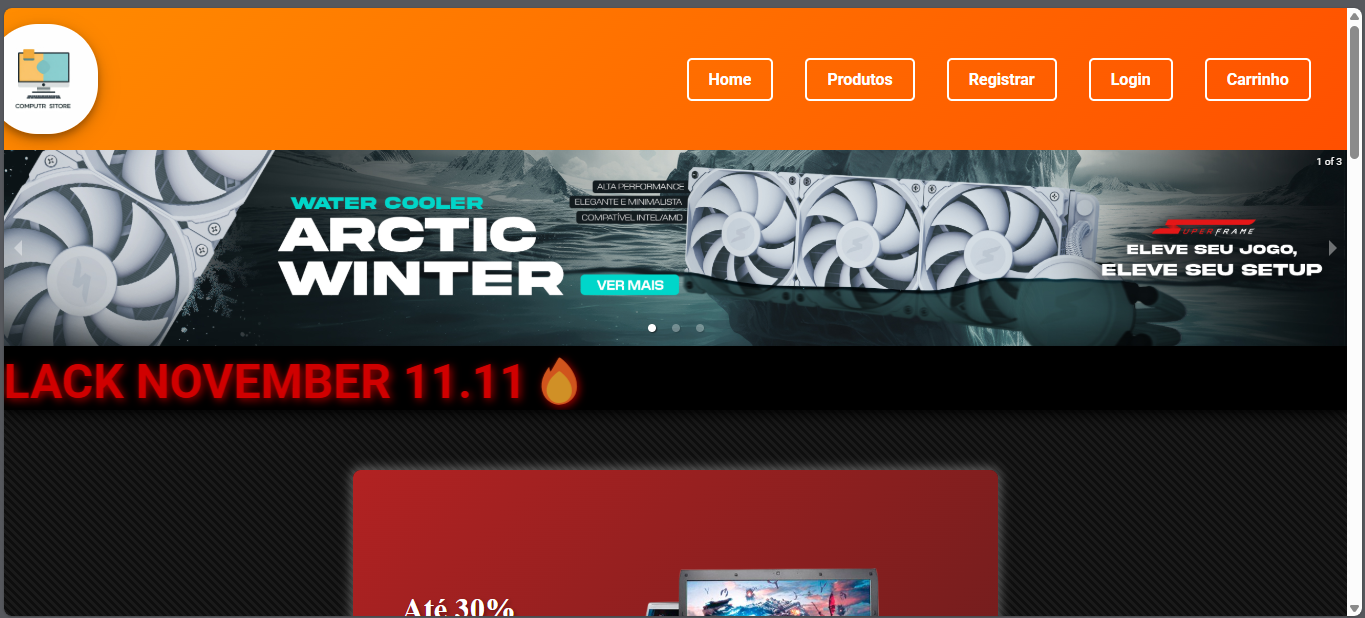 COMPUTR SITORE
Home
Produtos
Registrar
Login
Carrinho
1 of 3
WATER COOLER
ARCTIC
WINTER
ALTA PERFORMANCE
ELEGANTE E MINIMALISTA
COMPATÍVEL INTEL/AMD
VER MAIS
SUPERFRAME
ELEVE SEU JOGO,
ELEVE SEU SETUP
LACK NOVEMBER 11.11
Até 30%